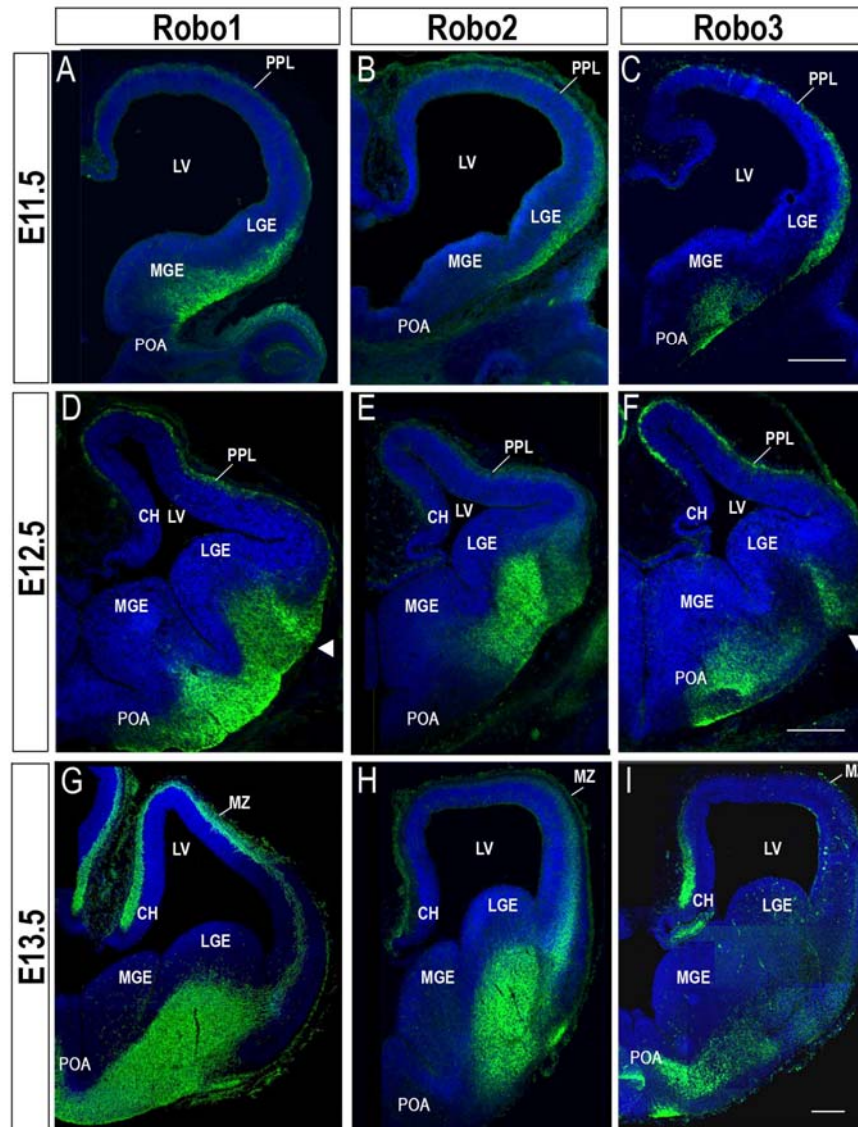 Robo1 Robo2 Robo3
E11.5
A PPL LV LGE MGE POA
B PPL LV LGE MGE POA
C PPL LV LGE MGE POA
E12.5
D PPL CH LV LGE MGE POA
E PPL CH LV LGE MGE POA
F PPL CH LV LGE MGE POA
E13.5
G MZ LV CH LGE MGE POA
H MZ LV CH LGE MGE POA
I MZ LV CH LGE MGE POA